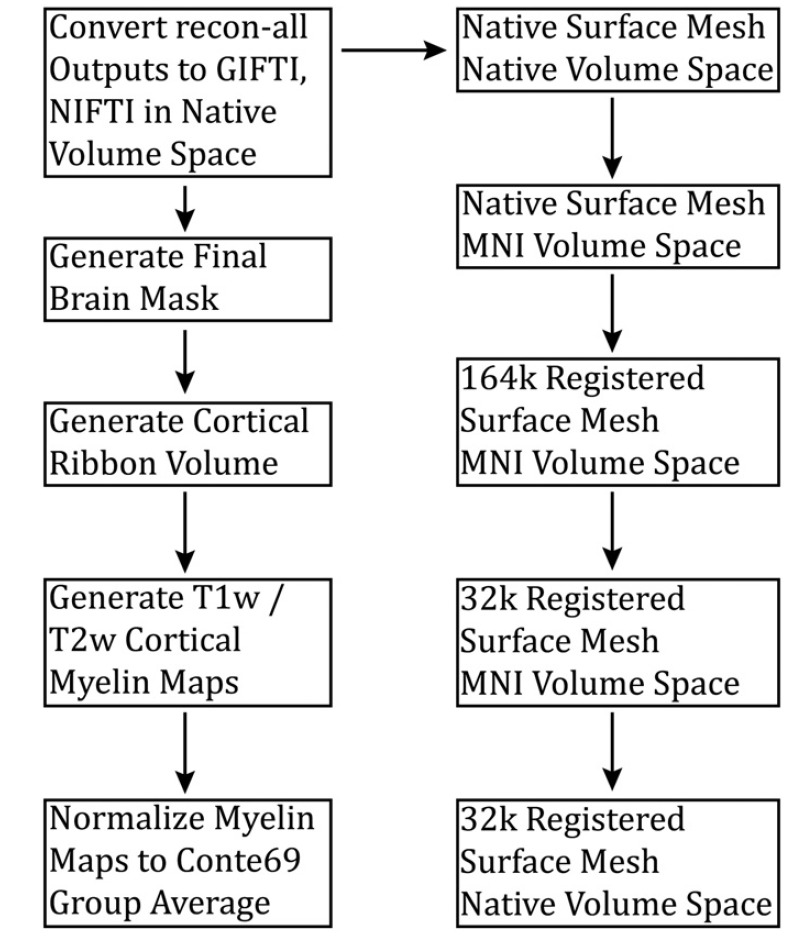 Convert recon-all
Outputs to GIFTI,
NIFTI in Native
Volume Space
Generate Final
Brain Mask
Generate Cortical
Ribbon Volume
Generate T1w /
T2w Cortical
Myelin Maps
Normalize Myelin
Maps to Conte69
Group Average
Native Surface Mesh
Native Volume Space
Native Surface Mesh
MNI Volume Space
164k Registered
Surface Mesh
MNI Volume Space
32k Registered
Surface Mesh
MNI Volume Space
32k Registered
Surface Mesh
Native Volume Space